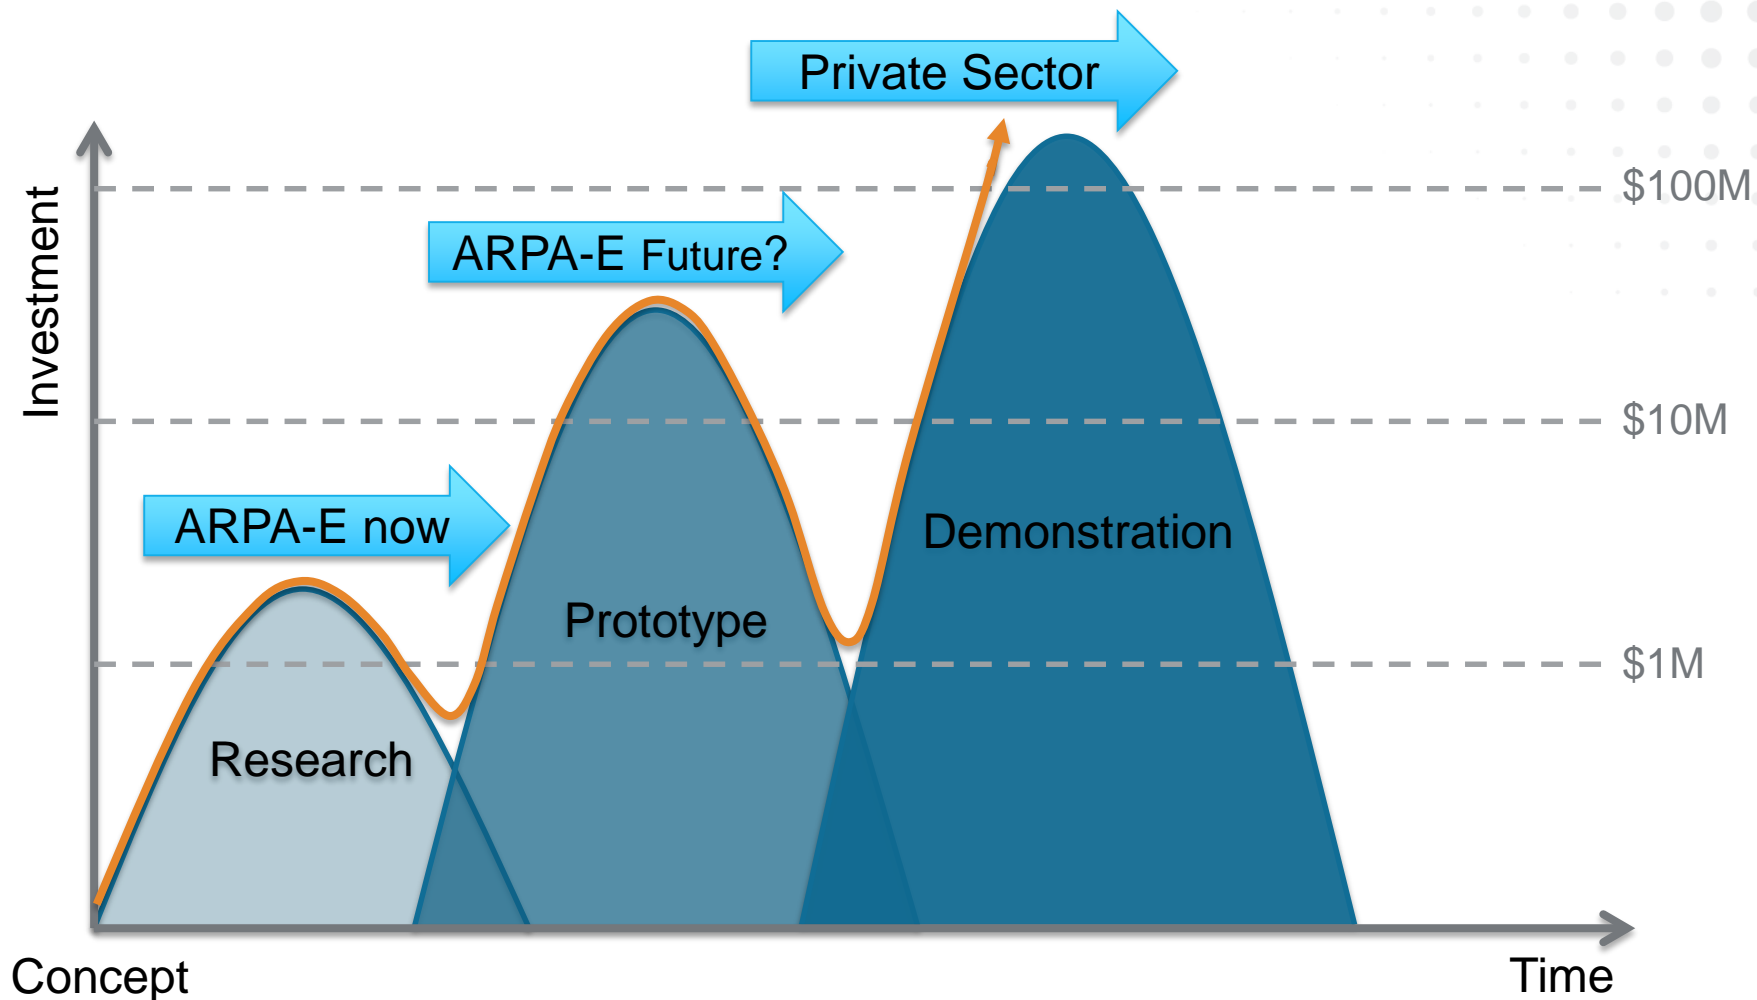 Private Sector
$100M
Investment
ARPA-E Future?
$10M
ARPA-E now
Demonstration
Prototype
$1M
Research
Concept
Time